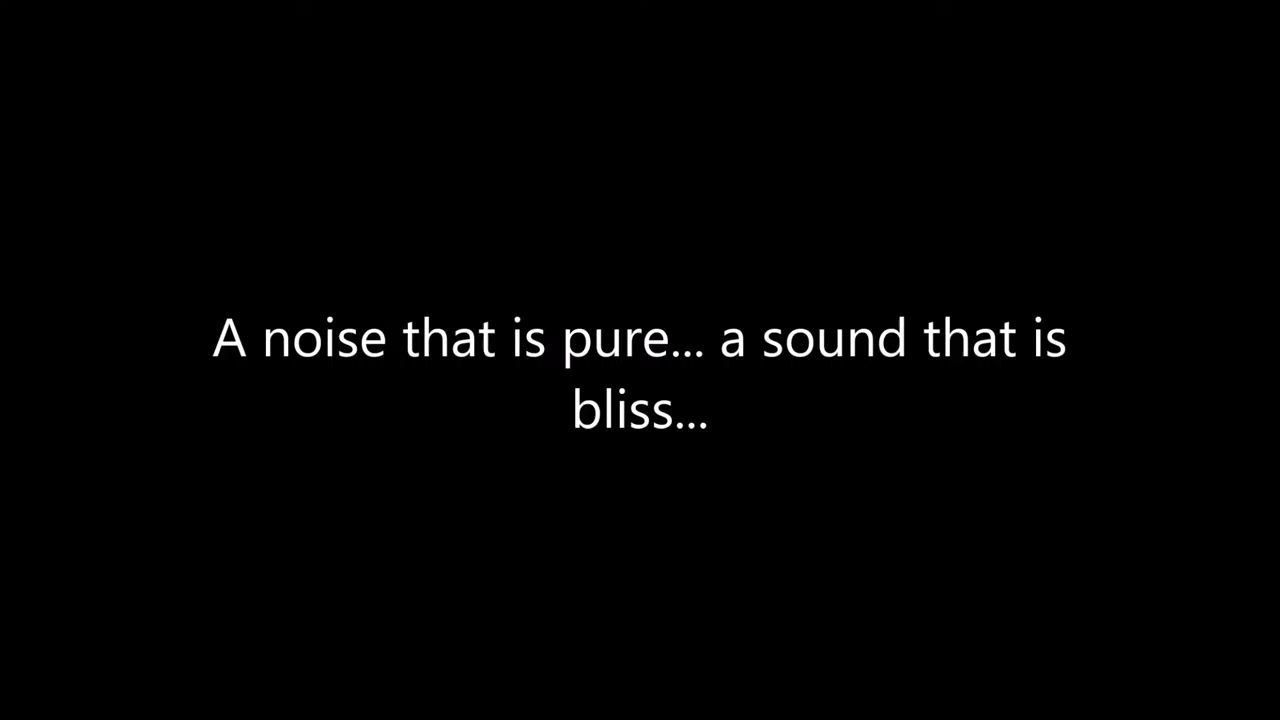 A noise that is pure... a sound that is
bliss...